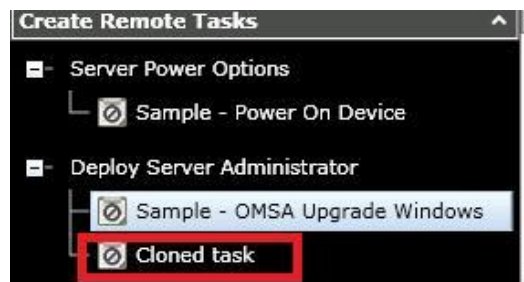 Create Remote Tasks
Server Power Options
Sample - Power On Device
Deploy Server Administrator
Sample - OMSA Upgrade Windows
Cloned task